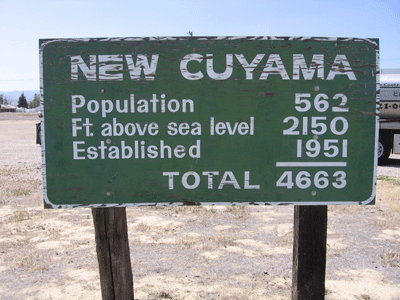 NEW CUYAMA
Population 562
Ft. above sea level 2150
Established 1951
TOTAL 4663